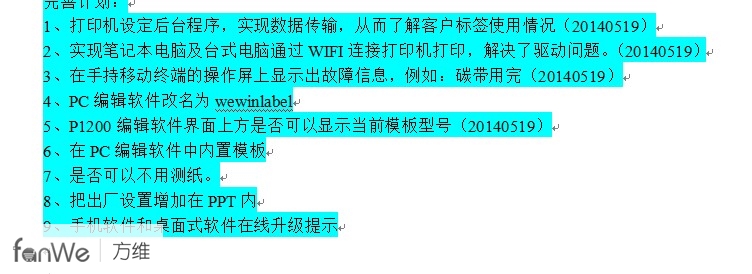 完善计划：
1、打印机设定后台程序，实现数据传输，从而了解客户标签使用情况（20140519）
2、实现笔记本电脑及台式电脑通过 WIFI 连接打印机打印，解决了驱动问题。（20140519）
3、在手持移动终端的操作屏上显示出故障信息，例如：碳带用完（20140519）
4、PC 编辑软件改名为 wewinlabel
5、P1200 编辑软件界面上方是否可以显示当前模板型号（20140519）
6、在 PC 编辑软件中内置模板
7、是否可以不用测纸。
8、把出厂设置增加在 PPT 内
9、手机软件和桌面式软件在线升级提示
fanWe 方维